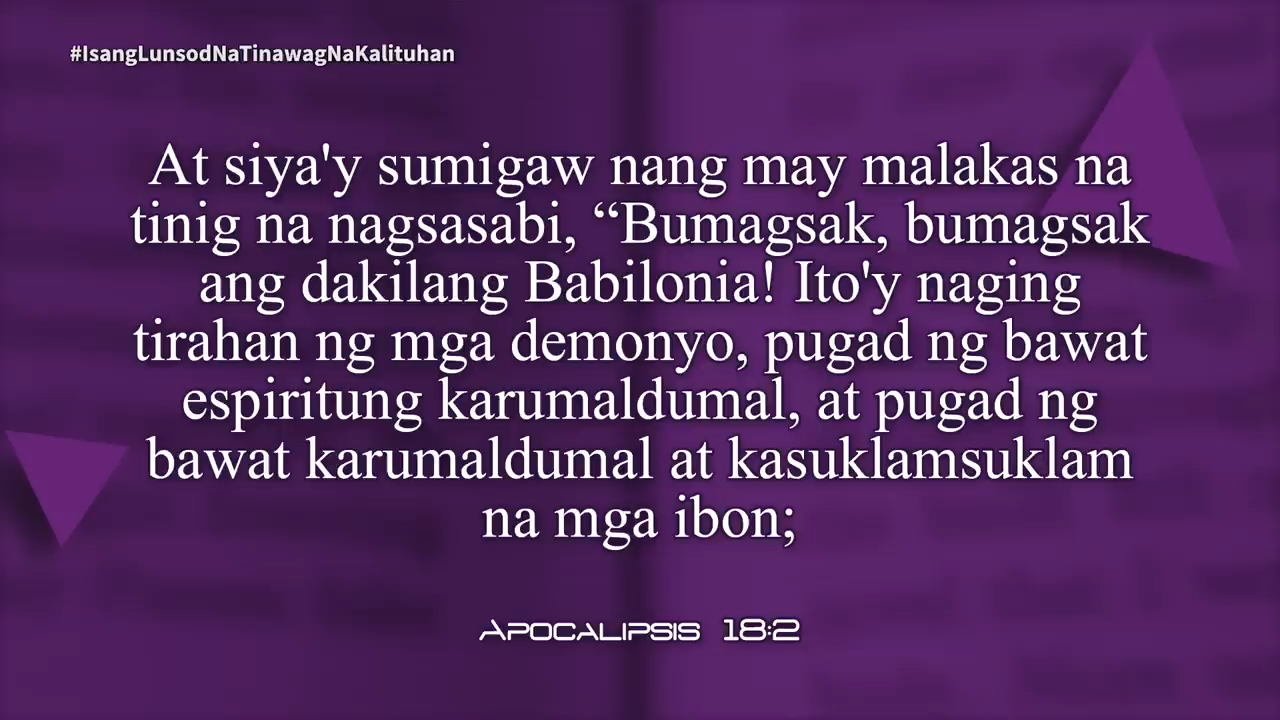 #IsangLunsodNaTinawagNaKalituhan
At siya'y sumigaw nang may malakas na
tinig na nagsasabi, “Bumagsak, bumagsak
ang dakilang Babilonia! Ito'y naging
tirahan ng mga demonyo, pugad ng bawat
espiritung karumaldumal, at pugad ng
bawat karumaldumal at kasuklamsuklam
na mga ibon;
Apocalipsis 18:2